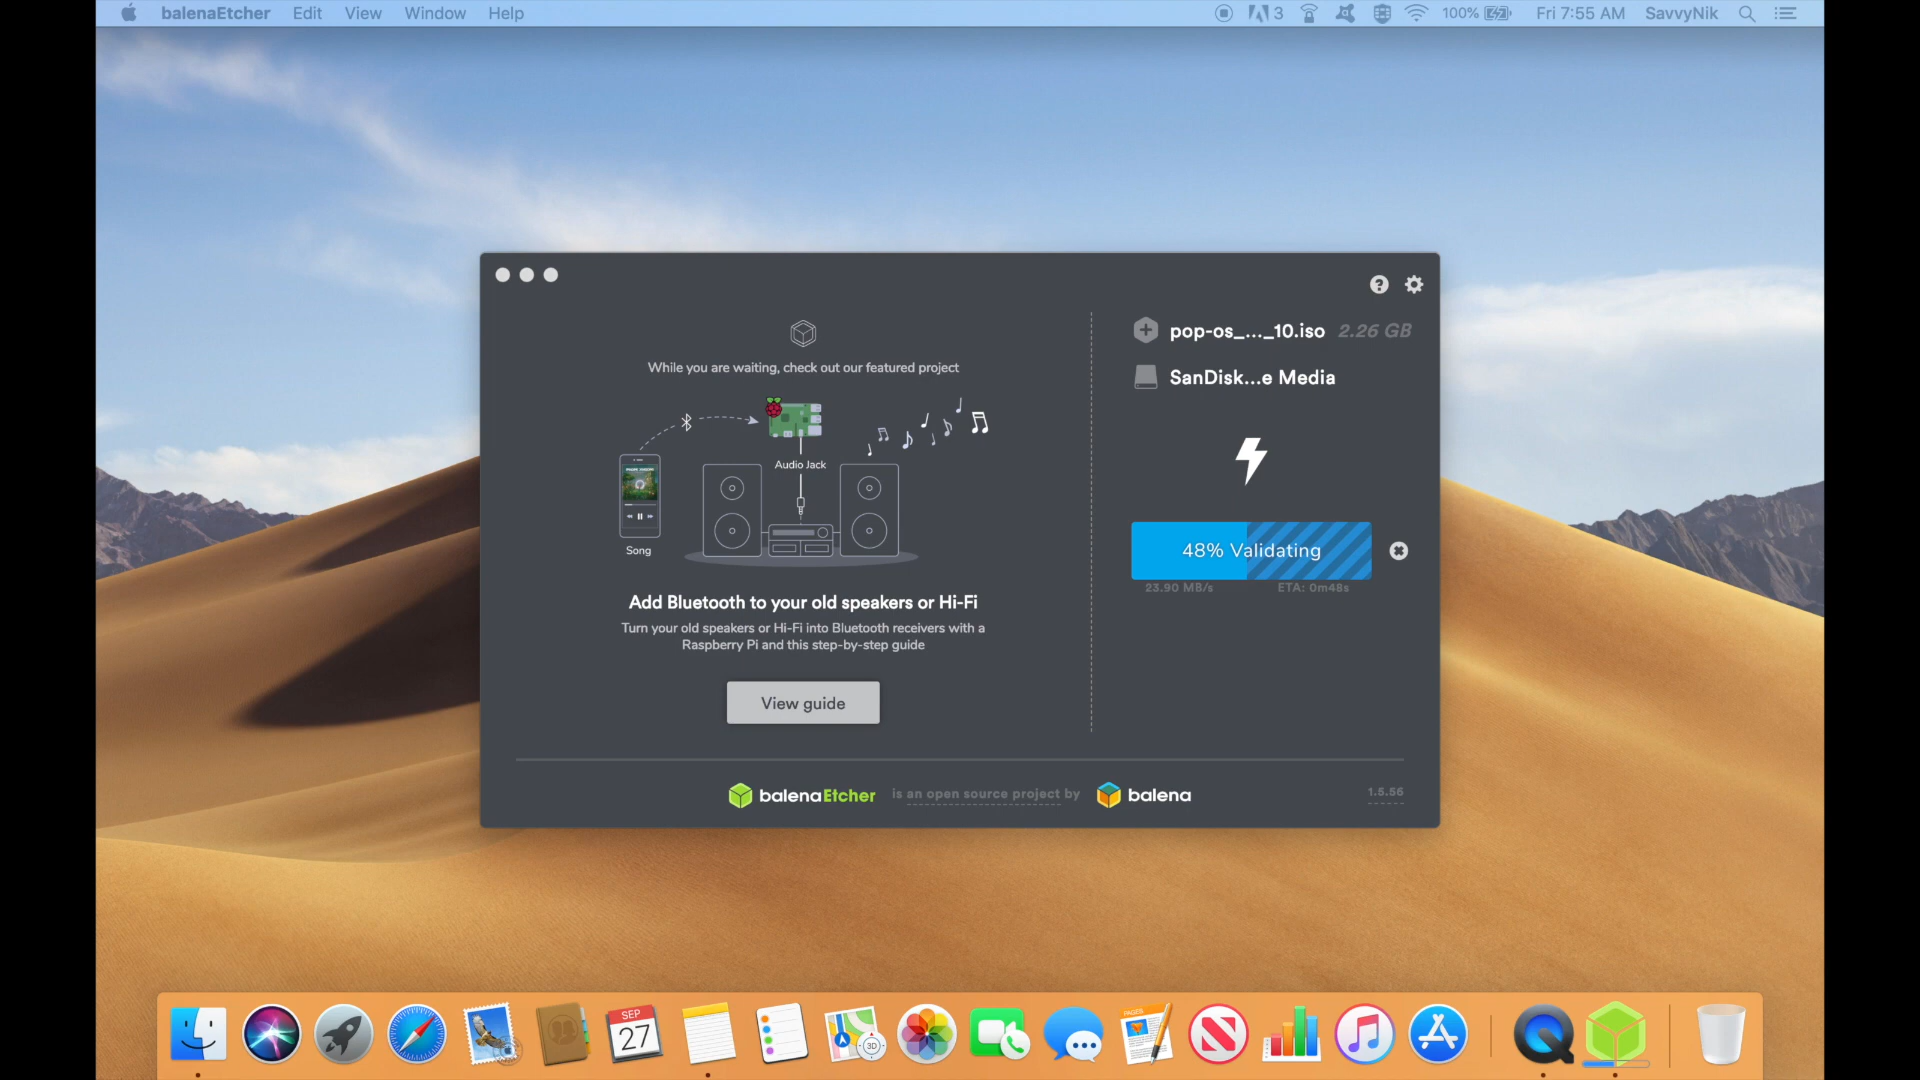 balenaEtcher Edit View Window Help 3 100% Fri 7:55 AM SavvyNik
While you are waiting, check out our featured project
Audio Jack
Song
Add Bluetooth to your old speakers or Hi-Fi
Turn your old speakers or Hi-Fi into Bluetooth receivers with a
Raspberry Pi and this step-by-step guide
View guide
pop-os_..._10.iso 2.26 GB
SanDisk...e Media
48% Validating
23.90 MB/s ETA: 0m48s
balenaEtcher is an open source project by balena 1.5.56
SEP
27
3D
PAGES